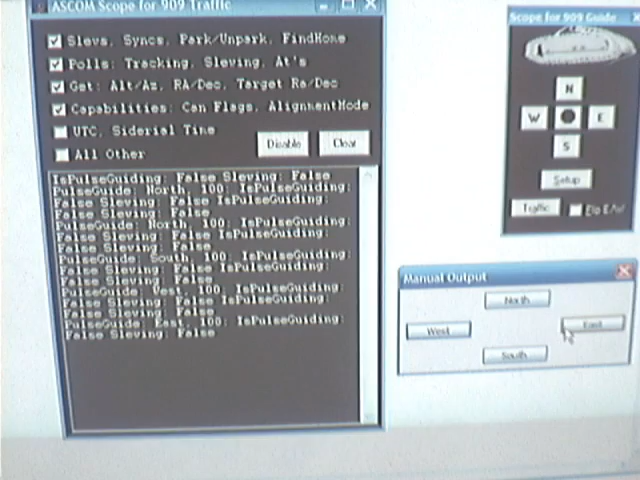 ASCOM Scope for 909 Traffic
Slews, Syncs, Park/Unpark, FindHome
Polls: Tracking, Slewing, At's
Get: Alt/Az, RA/Dec, Target Ra/Dec
Capabilities: Can Flags, AlignmentMode
UTC, Siderial Time
All Other
Disable
Clear
IsPulseGuiding: False Slewing: False
PulseGuide: North, 100: IsPulseGuiding:
False Slewing: False IsPulseGuiding:
False Slewing: False
PulseGuide: North, 100: IsPulseGuiding:
False Slewing: False IsPulseGuiding:
False Slewing: False
PulseGuide: South, 100: IsPulseGuiding:
False Slewing: False IsPulseGuiding:
False Slewing: False
PulseGuide: West, 100: IsPulseGuiding:
False Slewing: False IsPulseGuiding:
False Slewing: False
PulseGuide: East, 100: IsPulseGuiding:
False Slewing: False
Scope for 909 Guide
N
W
E
S
Setup
Traffic
Manual Output
North
West
East
South